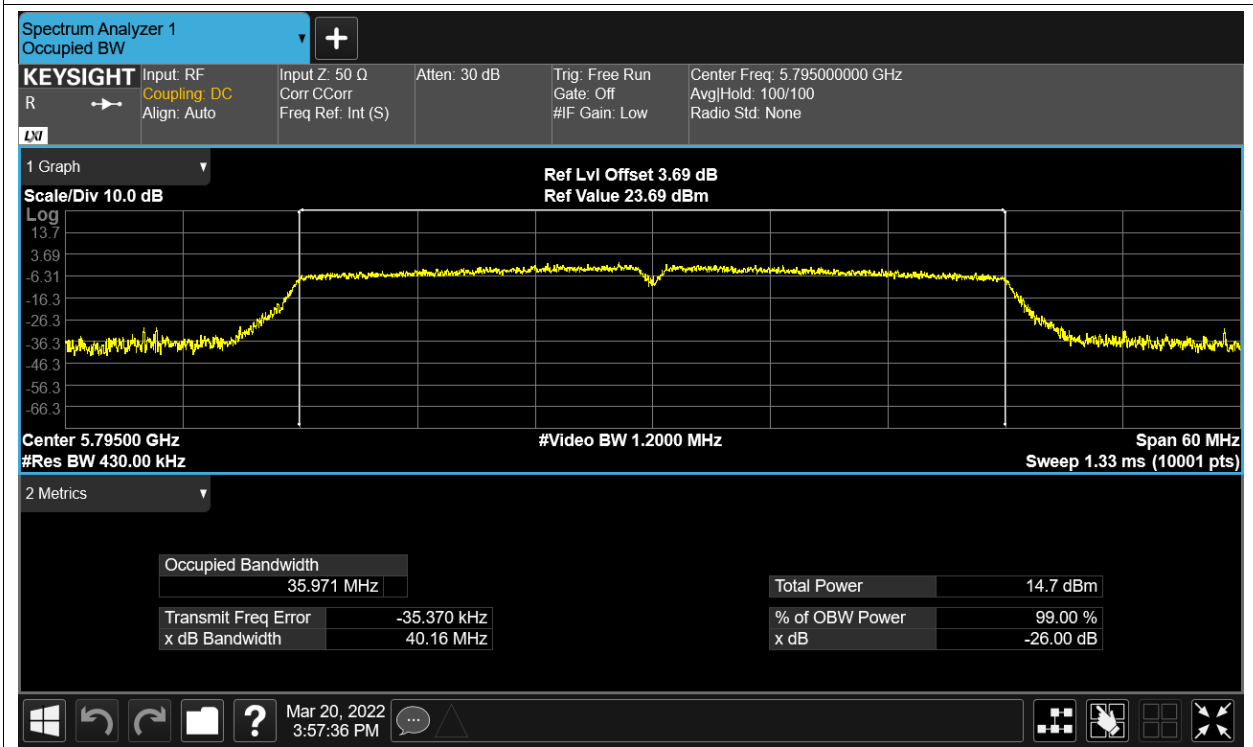 Spectrum Analyzer 1
Occupied BW
KEYSIGHT
R
LXI
Input: RF
Coupling: DC
Align: Auto
Input Z: 50 Ω
Corr CCorr
Freq Ref: Int (S)
Atten: 30 dB
Trig: Free Run
Gate: Off
#IF Gain: Low
Center Freq: 5.795000000 GHz
Avg|Hold: 100/100
Radio Std: None
1 Graph
Scale/Div 10.0 dB
Ref Lvl Offset 3.69 dB
Ref Value 23.69 dBm
Log
13.7
3.69
-6.31
-16.3
-26.3
-36.3
-46.3
-56.3
-66.3
Center 5.79500 GHz
#Video BW 1.2000 MHz
Span 60 MHz
#Res BW 430.00 kHz
Sweep 1.33 ms (10001 pts)
2 Metrics
Occupied Bandwidth
35.971 MHz
Transmit Freq Error -35.370 kHz
x dB Bandwidth 40.16 MHz
Total Power 14.7 dBm
% of OBW Power 99.00 %
x dB -26.00 dB
?
Mar 20, 2022
3:57:36 PM